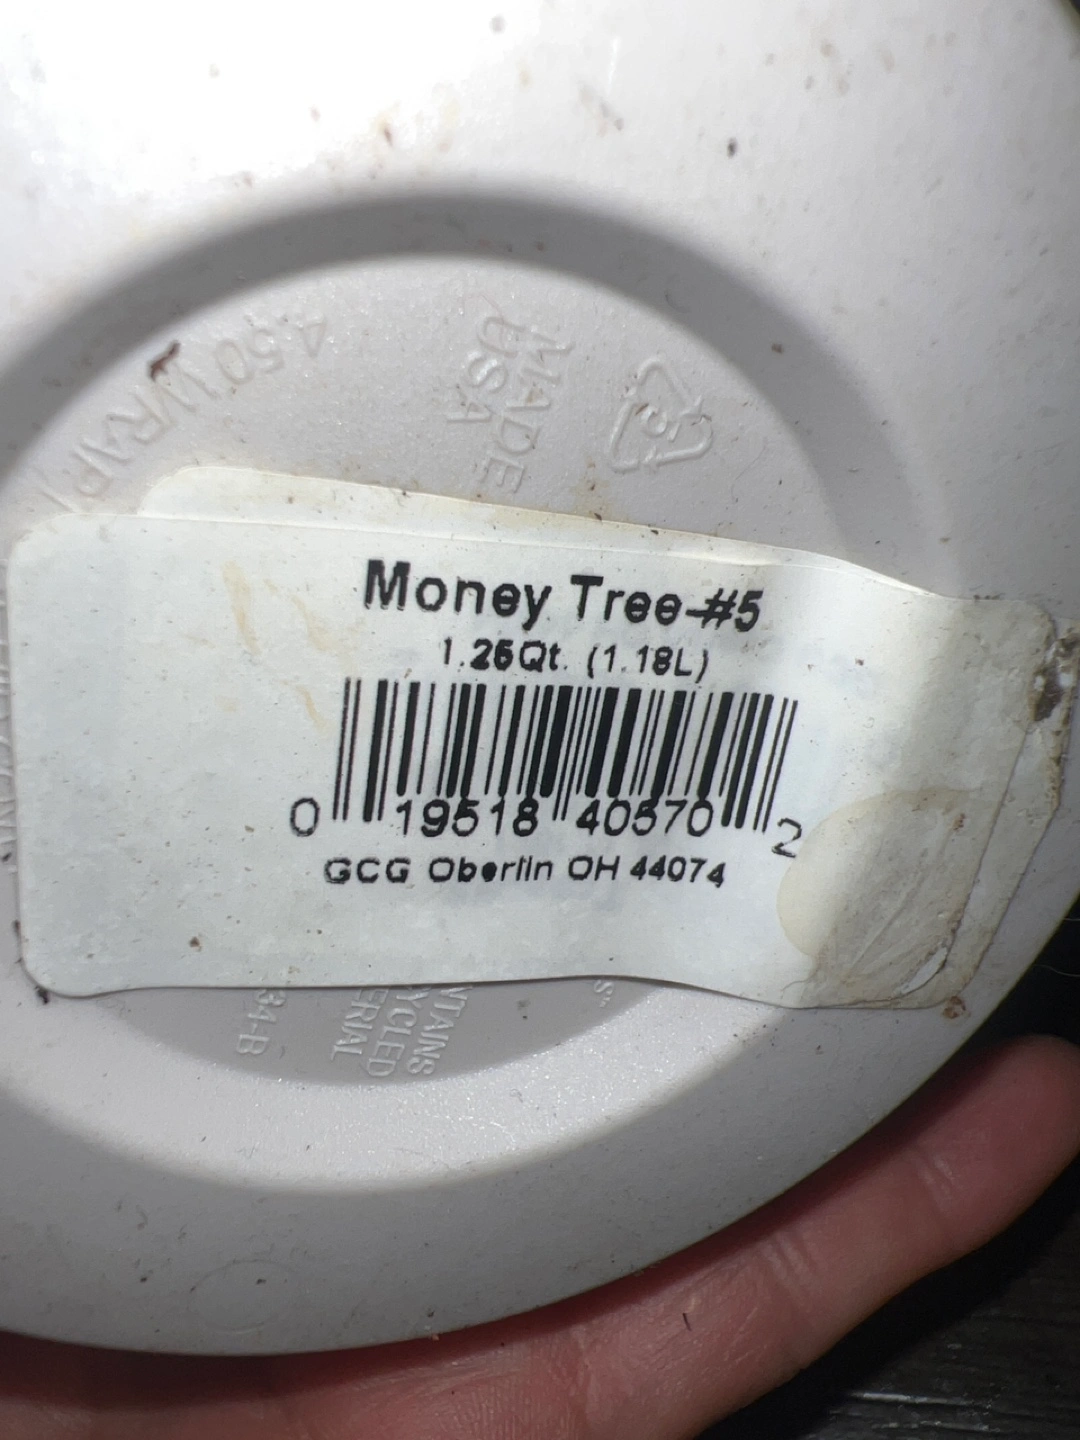 4.50 WRAP
MADE
USA
Money Tree-#5
1.25Qt. (1.18L)
0 19518 40570 2
GCG Oberlin OH 44074
34-B